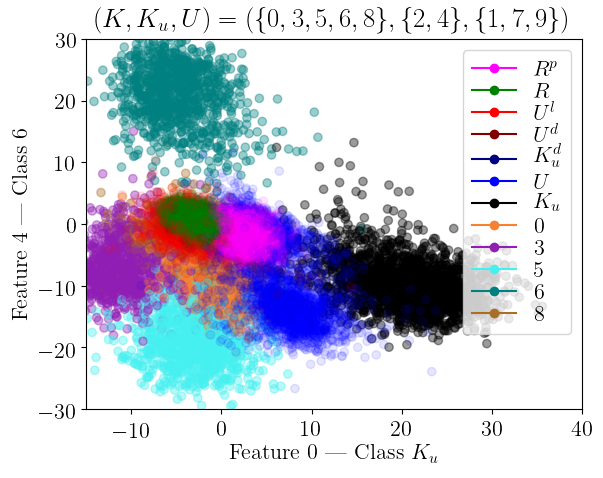 (K, K_u, U) = ({0, 3, 5, 6, 8}, {2, 4}, {1, 7, 9})
30
20
10
0
−10
−20
−30
Feature 4 — Class 6
R^p
R
U^l
U^d
K_u^d
U
K_u
0
3
5
6
8
−10
0
10
20
30
40
Feature 0 — Class K_u